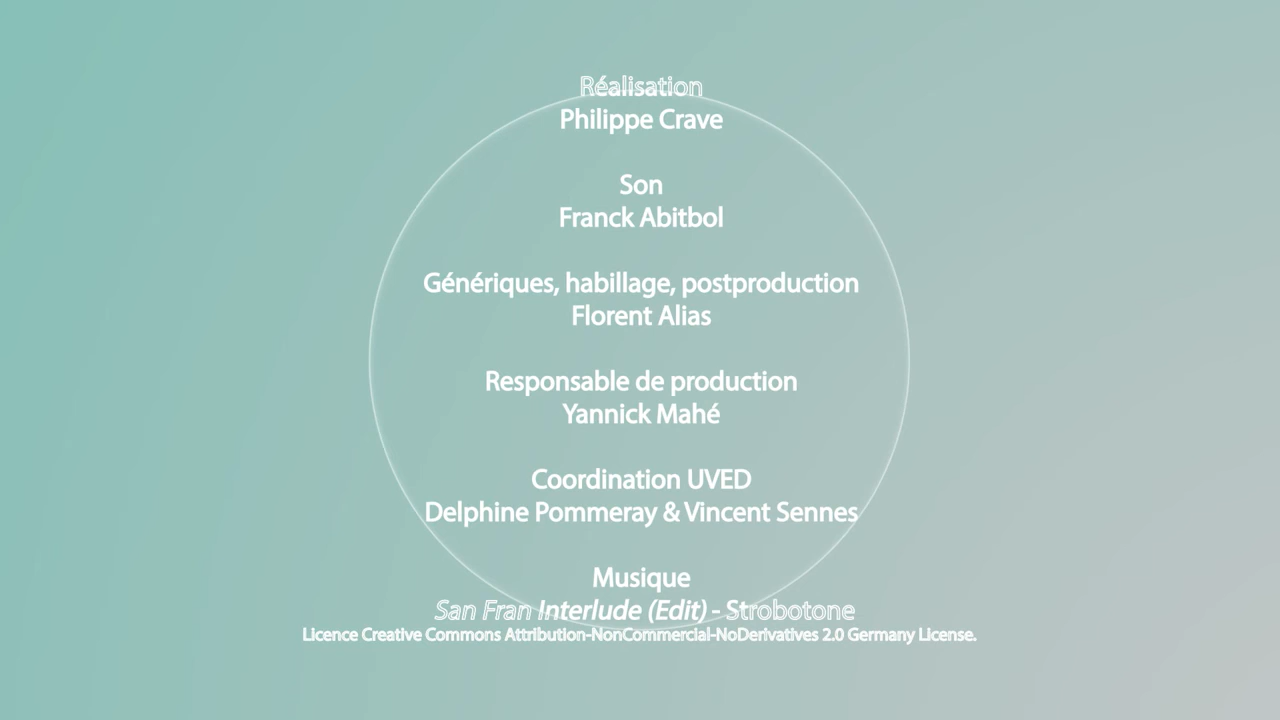 Réalisation
Philippe Crave
Son
Franck Abitbol
Génériques, habillage, postproduction
Florent Alias
Responsable de production
Yannick Mahé
Coordination UVED
Delphine Pommeray & Vincent Sennes
Musique
San Fran Interlude (Edit) - Strobotone
Licence Creative Commons Attribution-NonCommercial-NoDerivatives 2.0 Germany License.